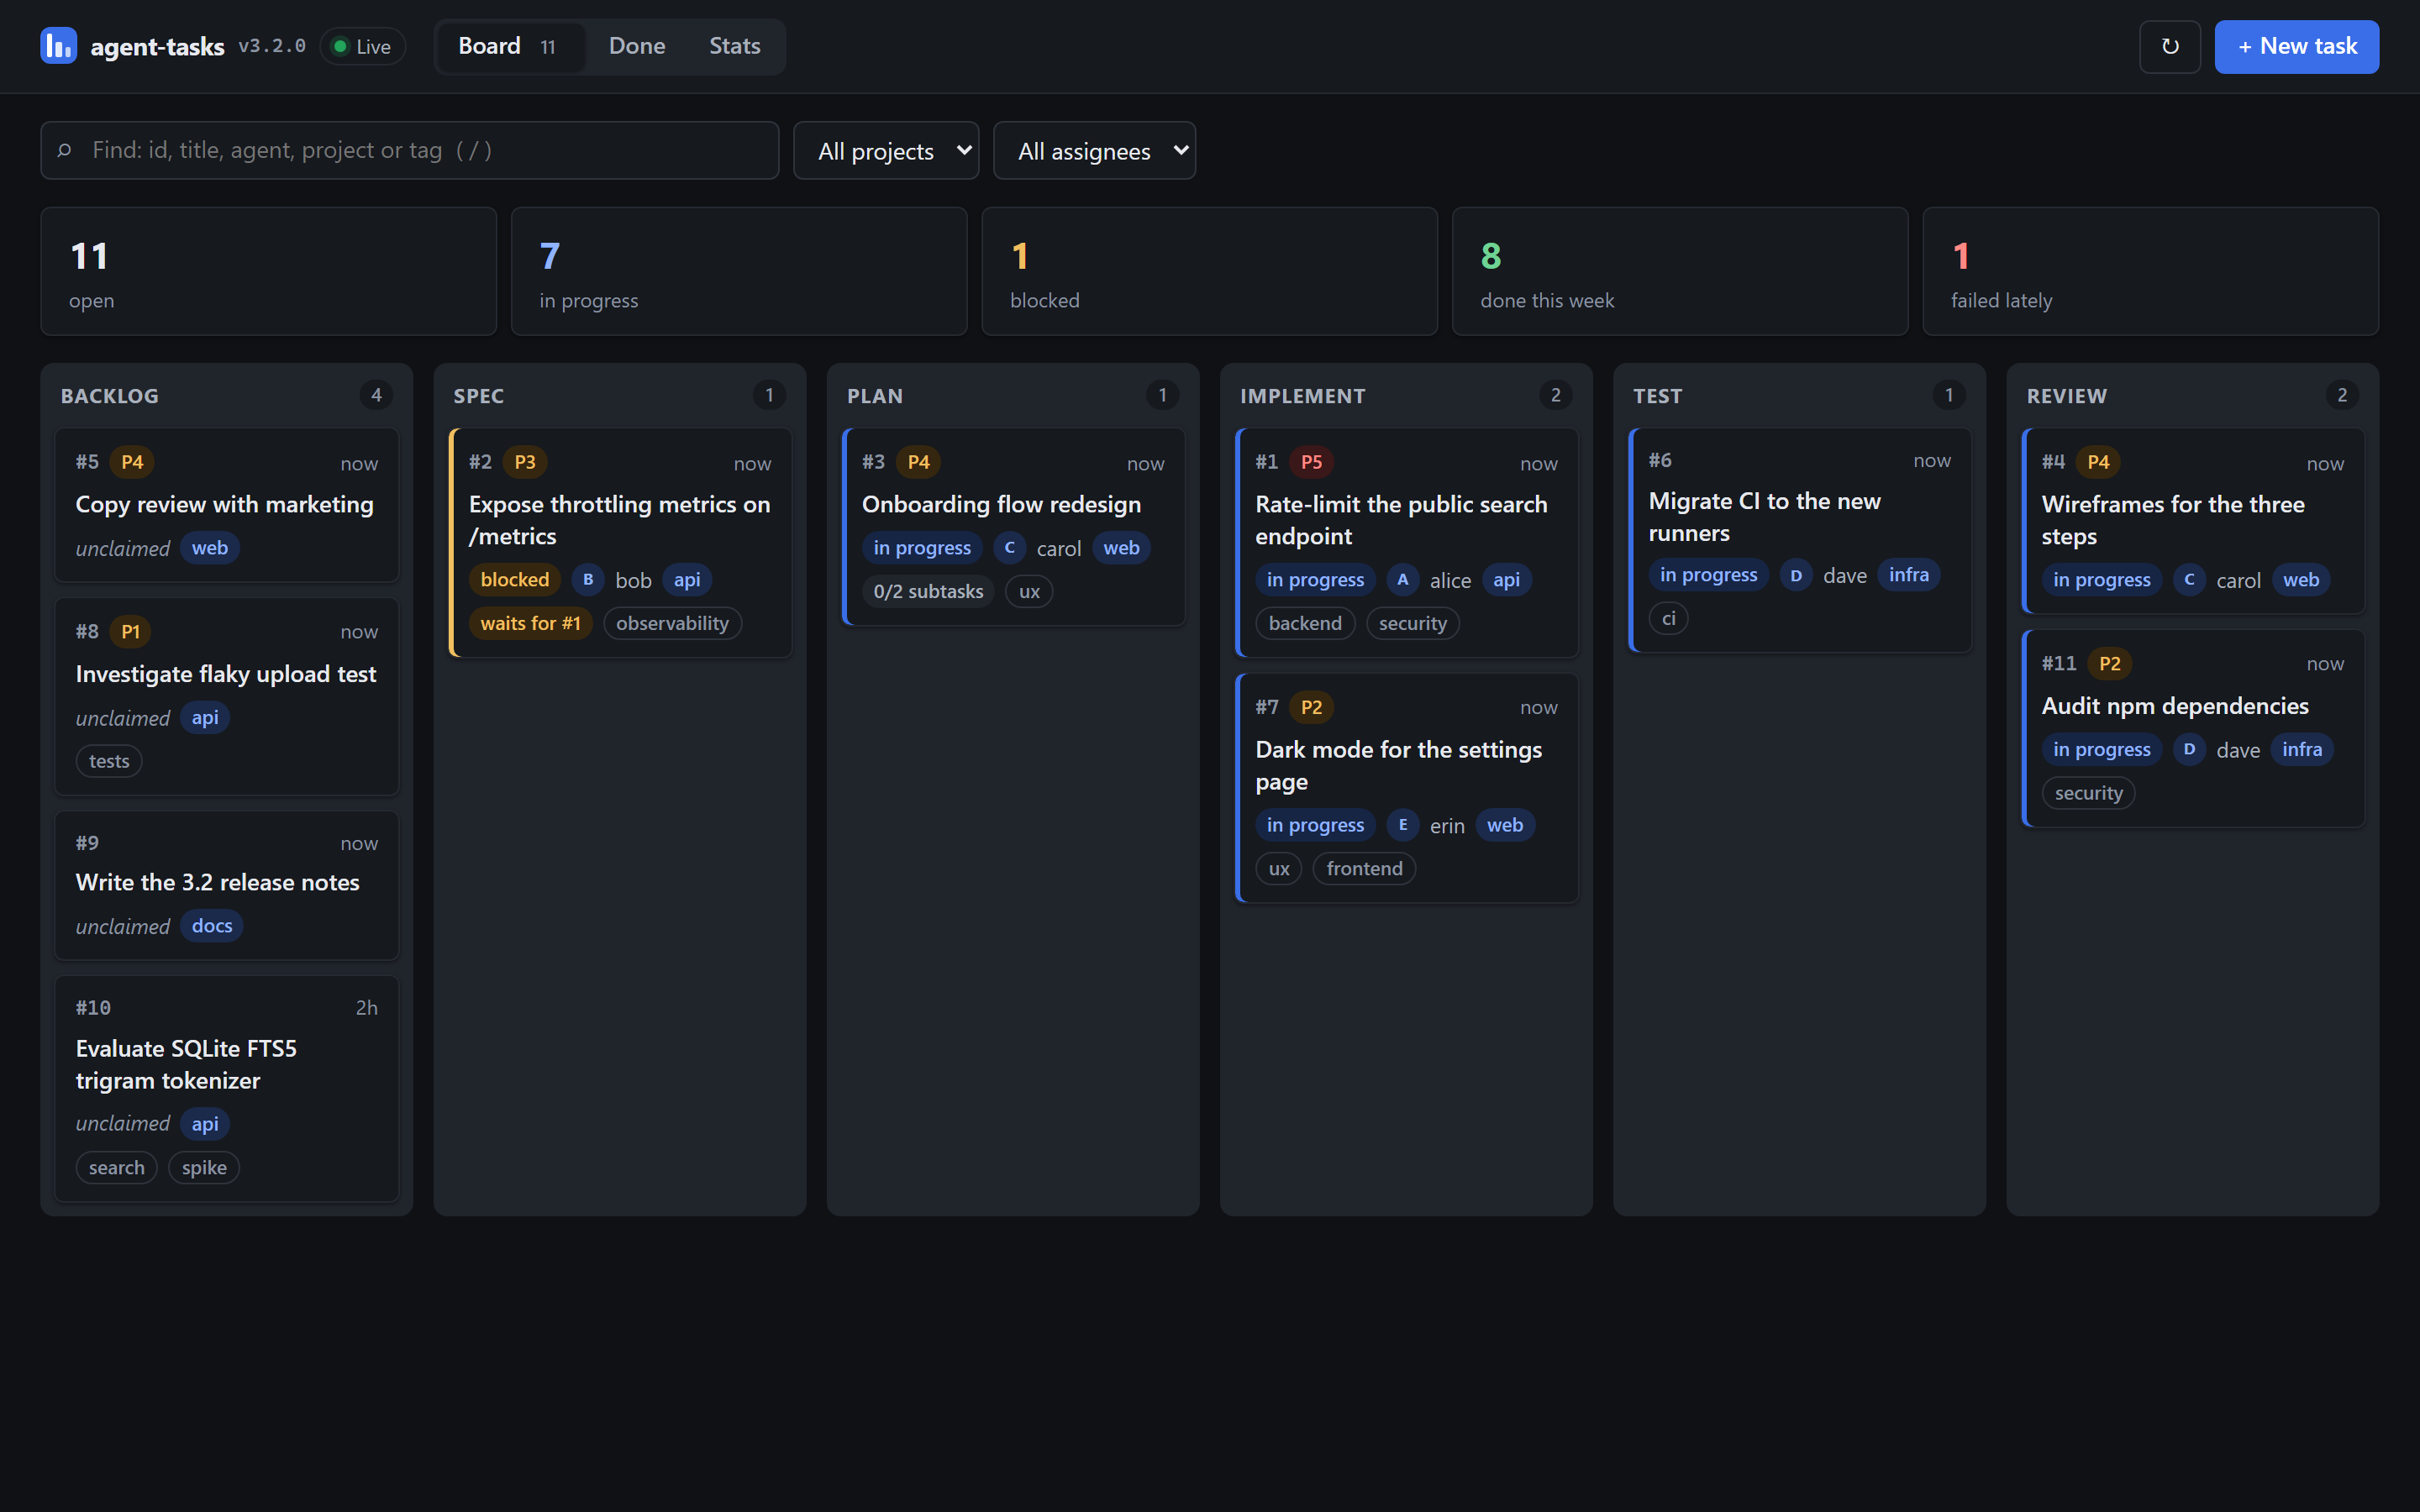 agent-tasks v3.2.0 Live Board 11 Done Stats ↻ + New task
Find: id, title, agent, project or tag ( / ) All projects All assignees
11
open
7
in progress
1
blocked
8
done this week
1
failed lately
BACKLOG 4
#5 P4 now
Copy review with marketing
unclaimed web
#8 P1 now
Investigate flaky upload test
unclaimed api
tests
#9 now
Write the 3.2 release notes
unclaimed docs
#10 2h
Evaluate SQLite FTS5
trigram tokenizer
unclaimed api
search spike
SPEC 1
#2 P3 now
Expose throttling metrics on
/metrics
blocked B bob api
waits for #1 observability
PLAN 1
#3 P4 now
Onboarding flow redesign
in progress C carol web
0/2 subtasks ux
IMPLEMENT 2
#1 P5 now
Rate-limit the public search
endpoint
in progress A alice api
backend security
#7 P2 now
Dark mode for the settings
page
in progress E erin web
ux frontend
TEST 1
#6 now
Migrate CI to the new
runners
in progress D dave infra
ci
REVIEW 2
#4 P4 now
Wireframes for the three
steps
in progress C carol web
#11 P2 now
Audit npm dependencies
in progress D dave infra
security